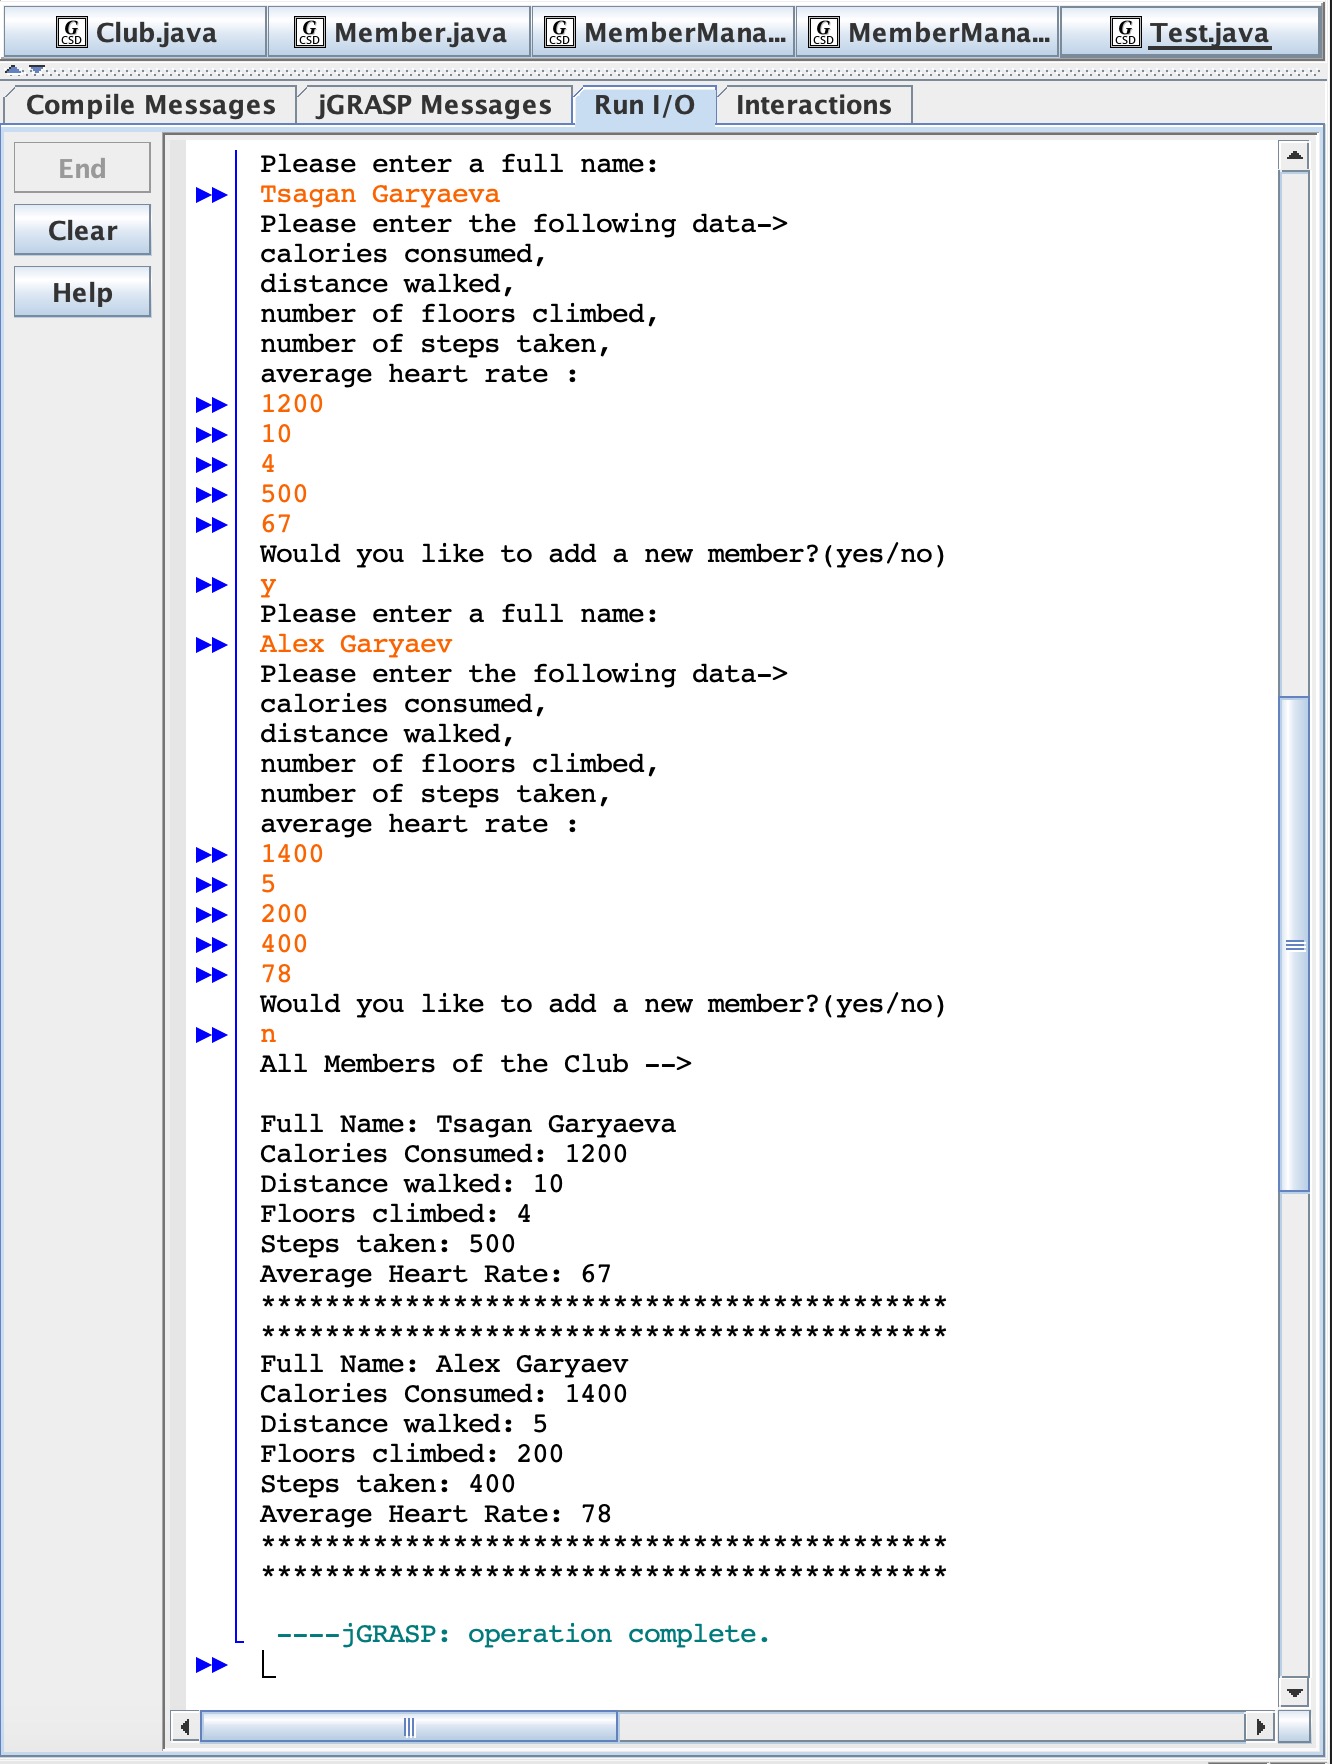 Club.java Member.java MemberMana... MemberMana... Test.java
Compile Messages jGRASP Messages Run I/O Interactions
End
Clear
Help
Please enter a full name:
Tsagan Garyaeva
Please enter the following data->
calories consumed,
distance walked,
number of floors climbed,
number of steps taken,
average heart rate :
1200
10
4
500
67
Would you like to add a new member?(yes/no)
y
Please enter a full name:
Alex Garyaev
Please enter the following data->
calories consumed,
distance walked,
number of floors climbed,
number of steps taken,
average heart rate :
1400
5
200
400
78
Would you like to add a new member?(yes/no)
n
All Members of the Club -->
Full Name: Tsagan Garyaeva
Calories Consumed: 1200
Distance walked: 10
Floors climbed: 4
Steps taken: 500
Average Heart Rate: 67
*******************************************
*******************************************
Full Name: Alex Garyaev
Calories Consumed: 1400
Distance walked: 5
Floors climbed: 200
Steps taken: 400
Average Heart Rate: 78
*******************************************
*******************************************
----jGRASP: operation complete.